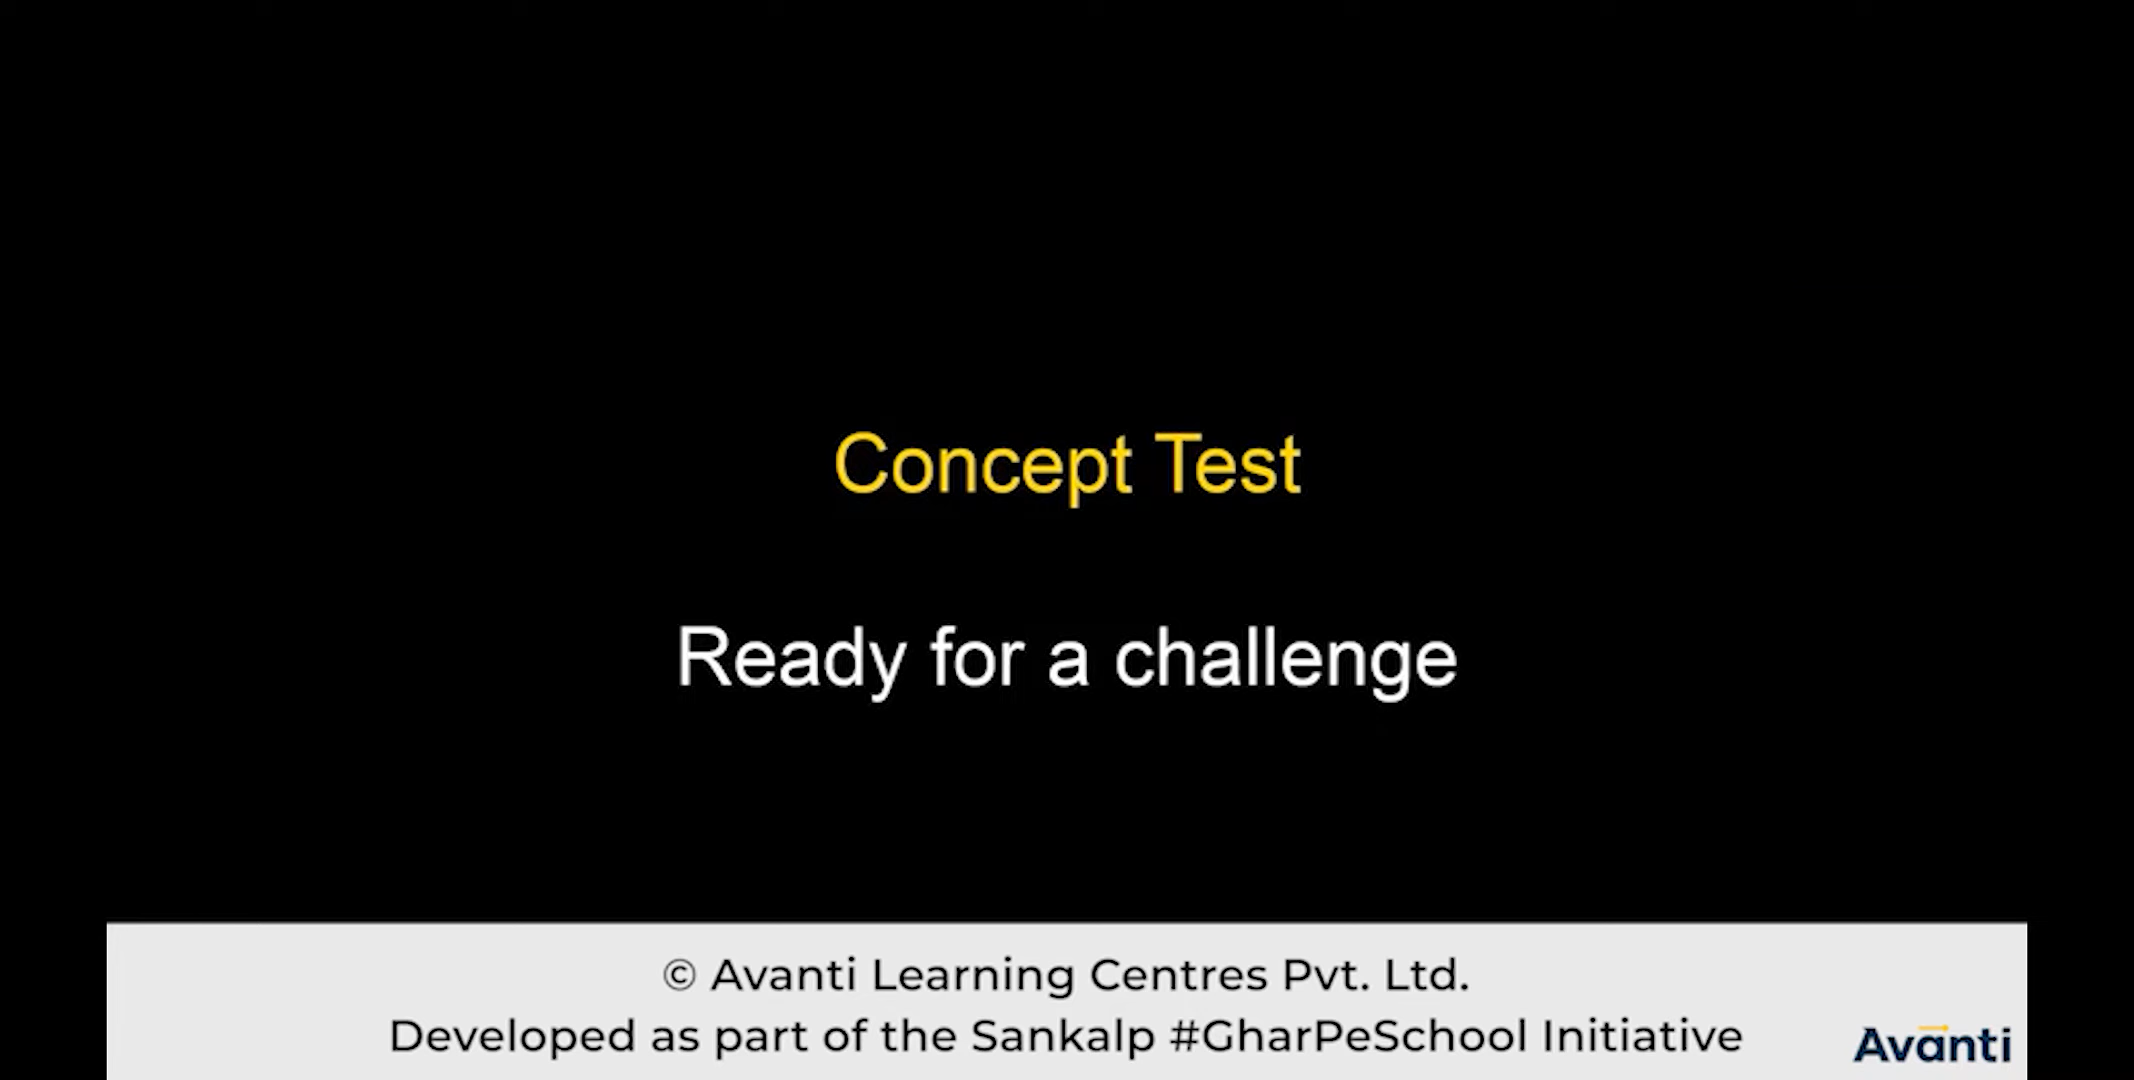 Concept Test
Ready for a challenge
© Avanti Learning Centres Pvt. Ltd.
Developed as part of the Sankalp #GharPeSchool Initiative
Avanti